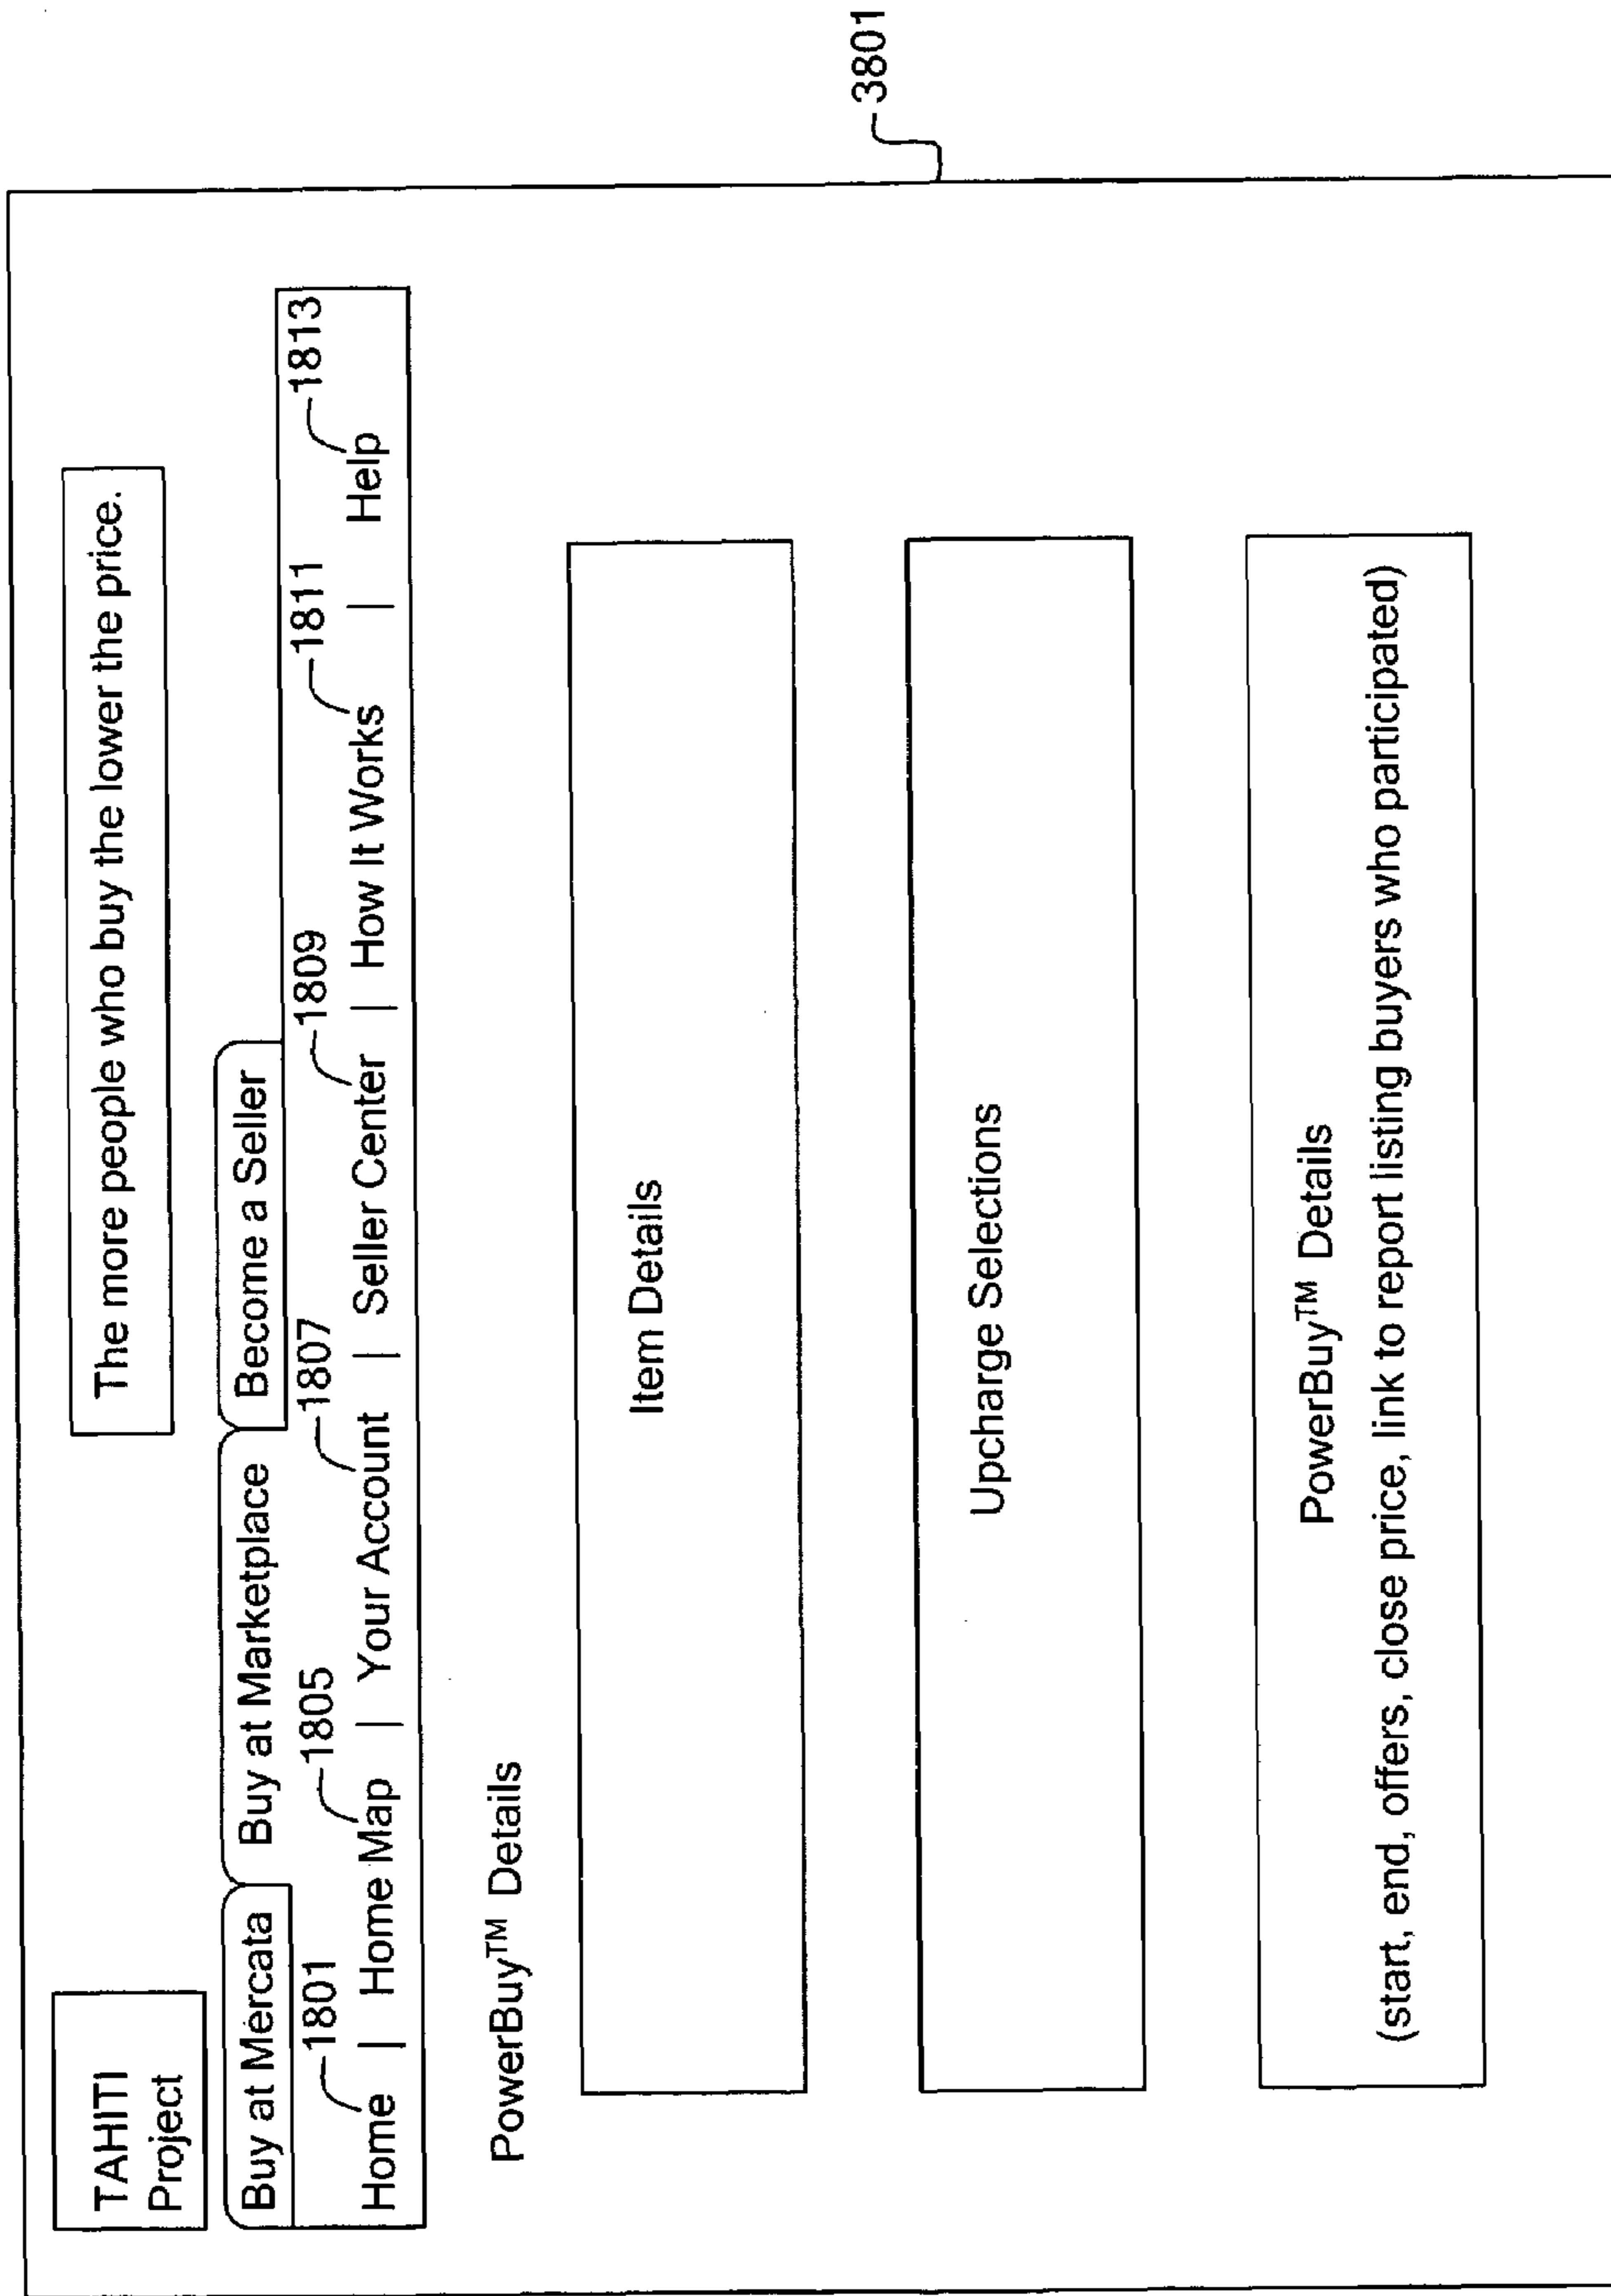 TAHITI
Project
The more people who buy the lower the price.
Buy at Mercata
Buy at Marketplace
Become a Seller
1801
1805
1807
1809
1811
1813
Home | Home Map | Your Account | Seller Center | How It Works | Help
PowerBuy™ Details
Item Details
Upcharge Selections
PowerBuy™ Details
(start, end, offers, close price, link to report listing buyers who participated)
3801